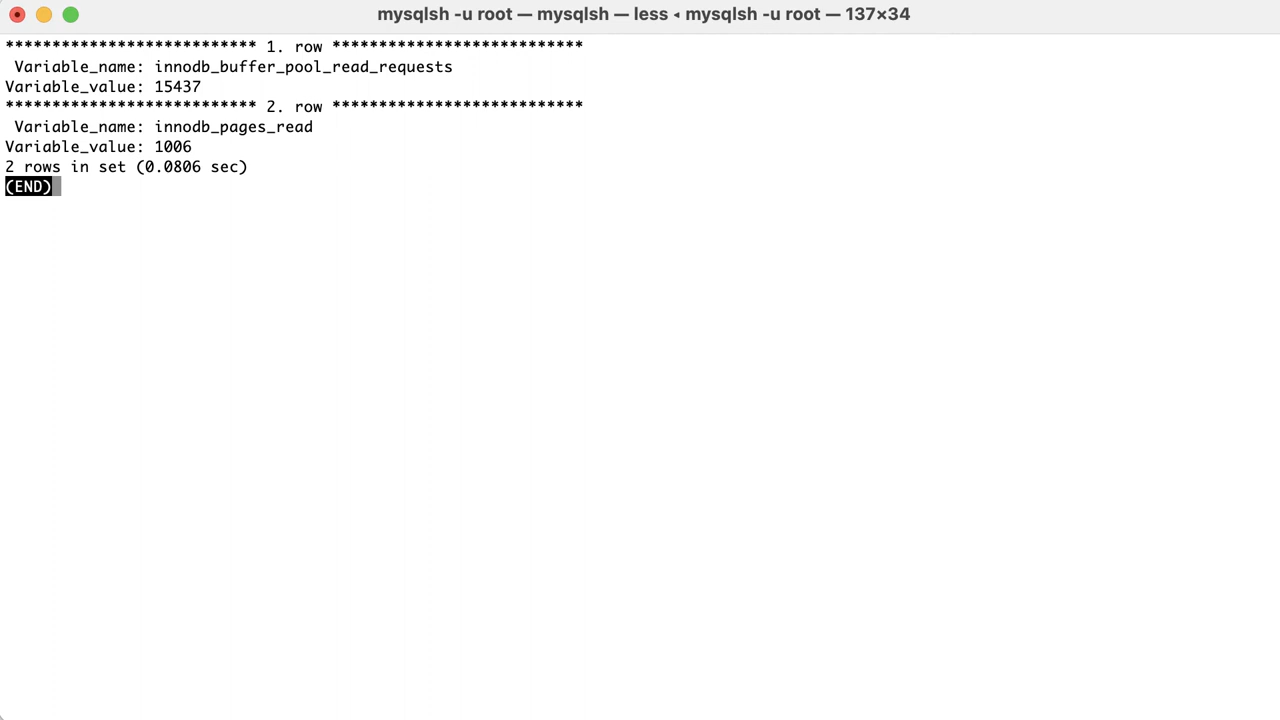 mysqlsh -u root — mysqlsh — less ◂ mysqlsh -u root — 137×34
*************************** 1. row ***************************
 Variable_name: innodb_buffer_pool_read_requests
Variable_value: 15437
*************************** 2. row ***************************
 Variable_name: innodb_pages_read
Variable_value: 1006
2 rows in set (0.0806 sec)
(END)